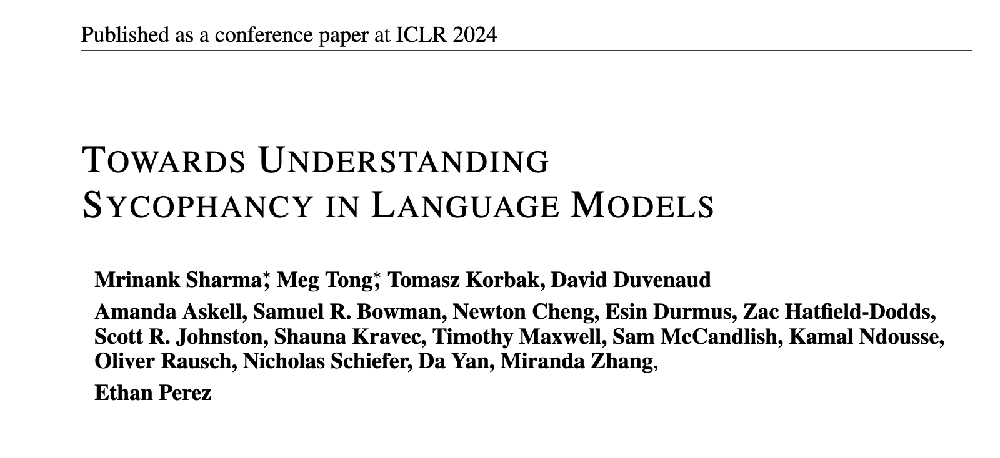 Published as a conference paper at ICLR 2024
TOWARDS UNDERSTANDING
SYCOPHANCY IN LANGUAGE MODELS
Mrinank Sharma*, Meg Tong*, Tomasz Korbak, David Duvenaud
Amanda Askell, Samuel R. Bowman, Newton Cheng, Esin Durmus, Zac Hatfield-Dodds,
Scott R. Johnston, Shauna Kravec, Timothy Maxwell, Sam McCandlish, Kamal Ndousse,
Oliver Rausch, Nicholas Schiefer, Da Yan, Miranda Zhang,
Ethan Perez